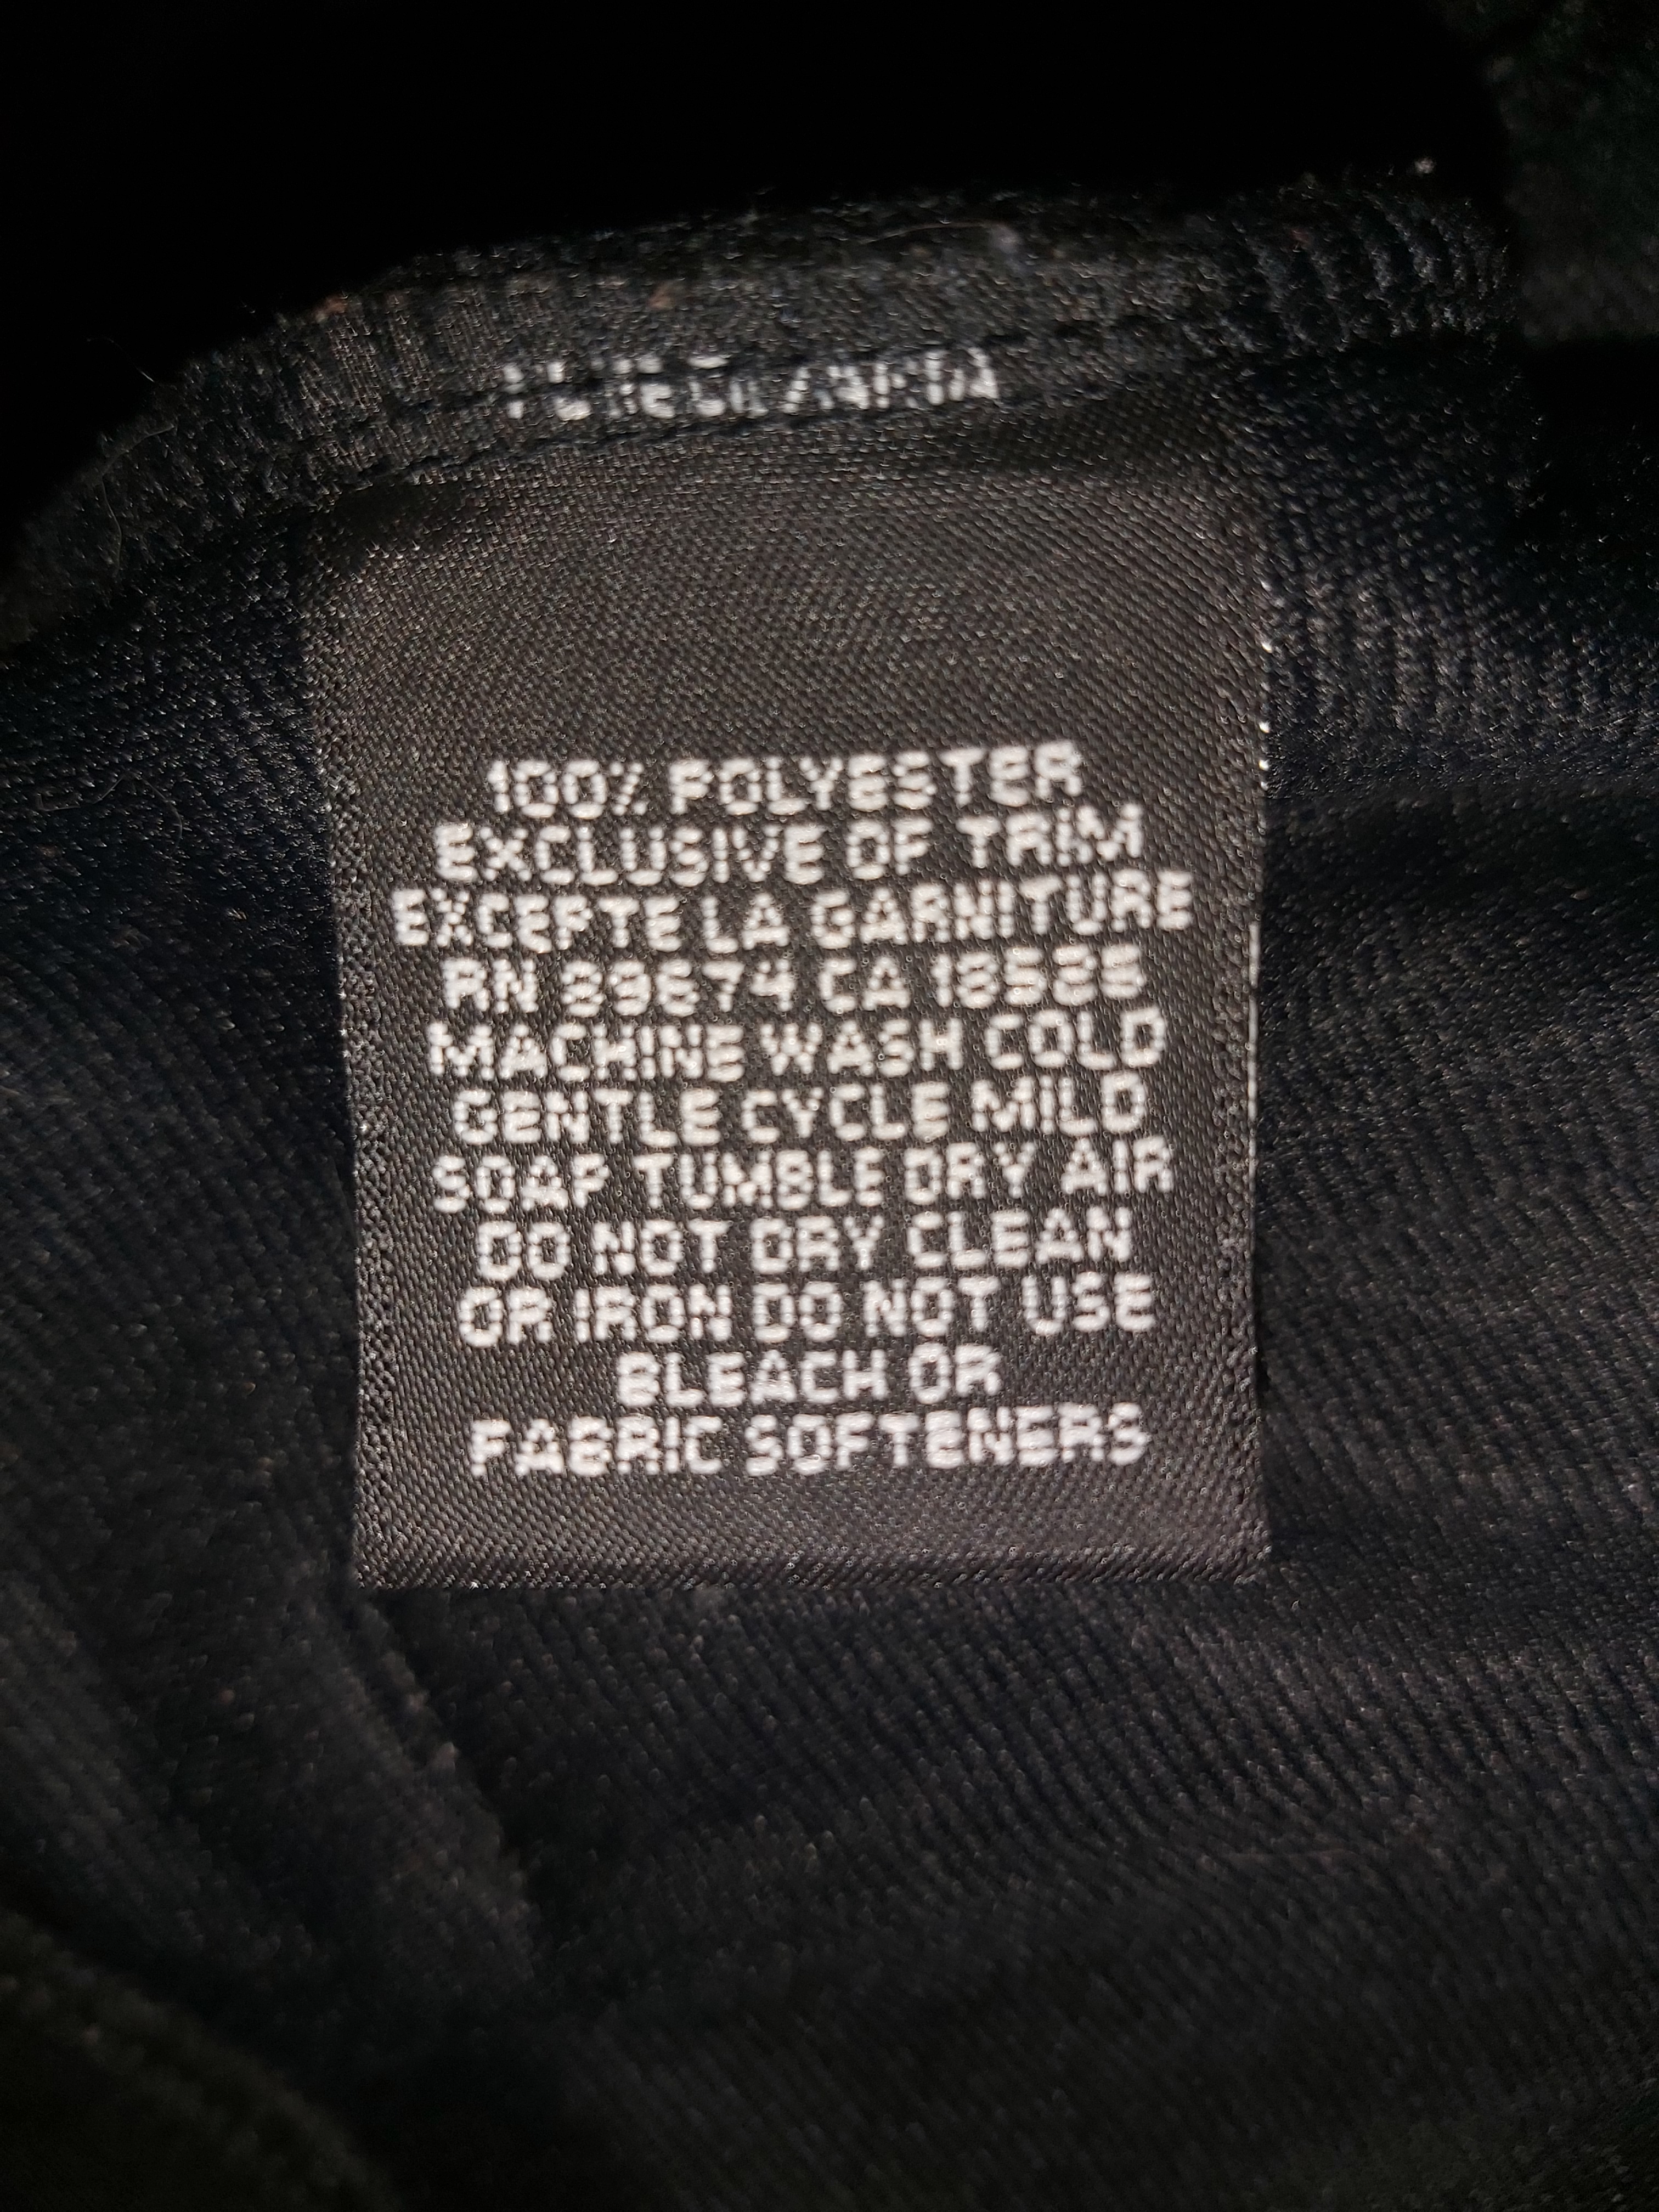 100% POLYESTER
EXCLUSIVE OF TRIM
EXCEPTE LA GARNITURE
RN 89674 CA 18585
MACHINE WASH COLD
GENTLE CYCLE MILD
SOAP TUMBLE DRY AIR
DO NOT DRY CLEAN
OR IRON DO NOT USE
BLEACH OR
FABRIC SOFTENERS